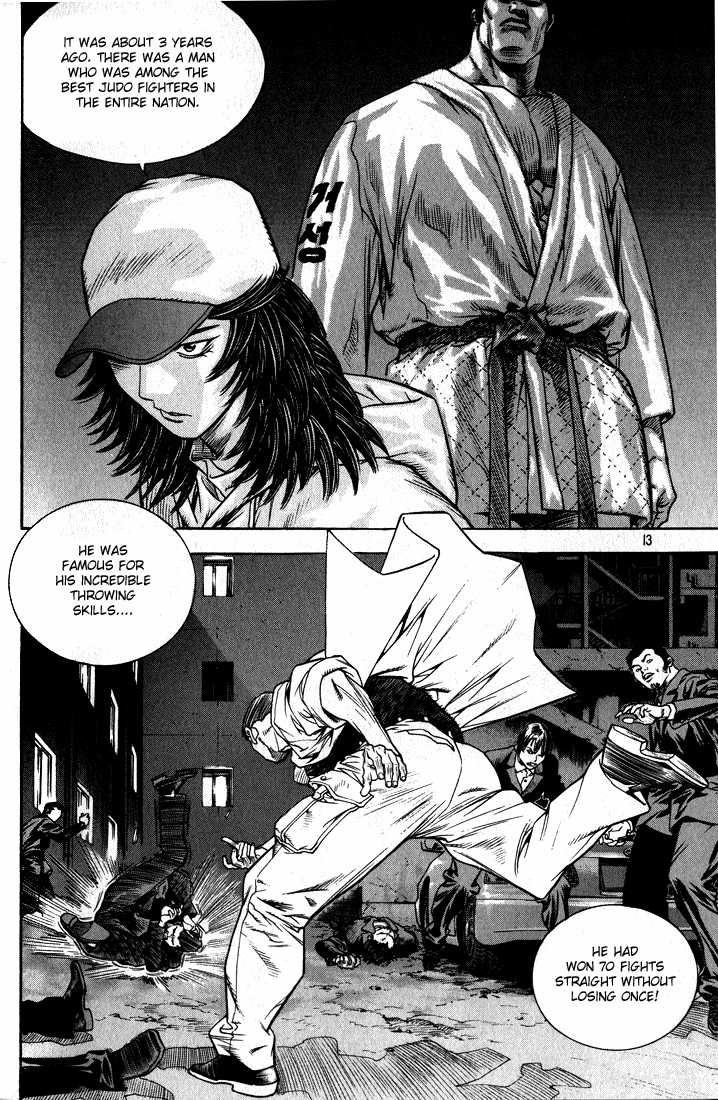 IT WAS ABOUT 3 YEARS
AGO. THERE WAS A MAN
WHO WAS AMONG THE
BEST JUDO FIGHTERS IN
THE ENTIRE NATION.
거
성
13
HE WAS
FAMOUS FOR
HIS INCREDIBLE
THROWING
SKILLS....
HE HAD
WON 70 FIGHTS
STRAIGHT WITHOUT
LOSING ONCE!